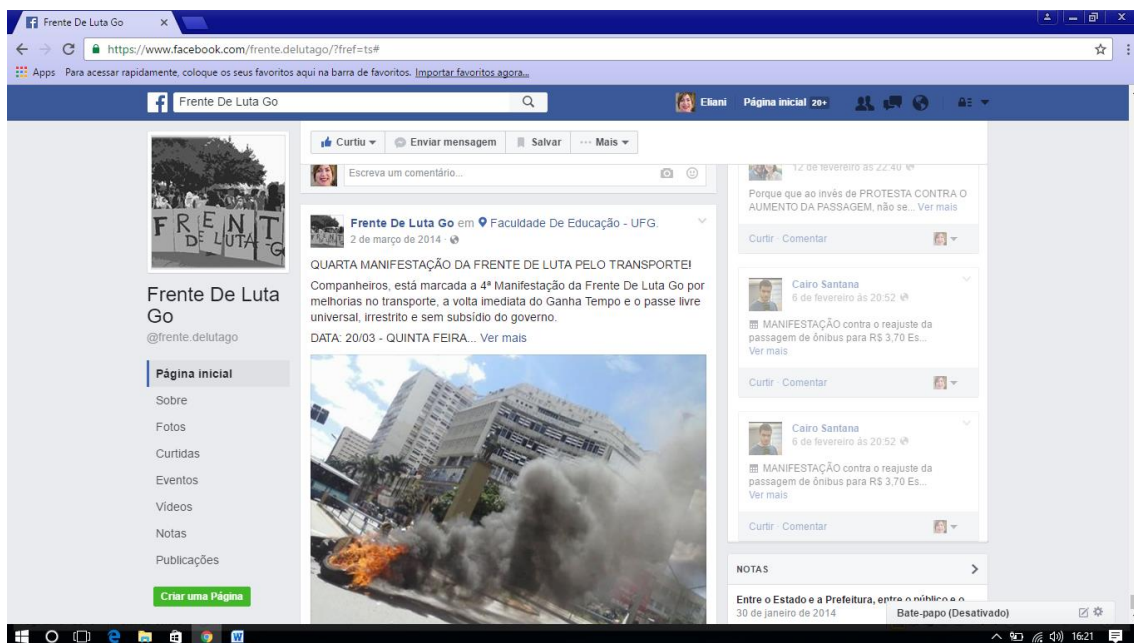 Frente De Luta Go
https://www.facebook.com/frente.delutago/?fref=ts#
Apps Para acessar rapidamente, coloque os seus favoritos aqui na barra de favoritos. Importar favoritos agora...
Frente De Luta Go
Eliani Página inicial 20+
Curtiu Enviar mensagem Salvar Mais
Escreva um comentário...
FRENT
DE LUTA GO
Frente De Luta Go
@frente.delutago
Página inicial
Sobre
Fotos
Curtidas
Eventos
Vídeos
Notas
Publicações
Criar uma Página
Frente De Luta Go em Faculdade De Educação - UFG.
2 de março de 2014 ·
QUARTA MANIFESTAÇÃO DA FRENTE DE LUTA PELO TRANSPORTE!
Companheiros, está marcada a 4ª Manifestação da Frente De Luta Go por
melhorias no transporte, a volta imediata do Ganha Tempo e o passe livre
universal, irrestrito e sem subsídio do governo.
DATA: 20/03 - QUINTA FEIRA... Ver mais
12 de fevereiro às 22:40
Porque que ao invés de PROTESTA CONTRA O
AUMENTO DA PASSAGEM, não se... Ver mais
Curtir · Comentar
Cairo Santana
6 de fevereiro às 20:52
MANIFESTAÇÃO contra o reajuste da
passagem de ônibus para R$ 3,70 Es...
Ver mais
Curtir · Comentar
Cairo Santana
6 de fevereiro às 20:52
MANIFESTAÇÃO contra o reajuste da
passagem de ônibus para R$ 3,70 Es...
Ver mais
Curtir · Comentar
NOTAS
Entre o Estado e a Prefeitura, entre o público e o
30 de janeiro de 2014
Bate-papo (Desativado)
16:21